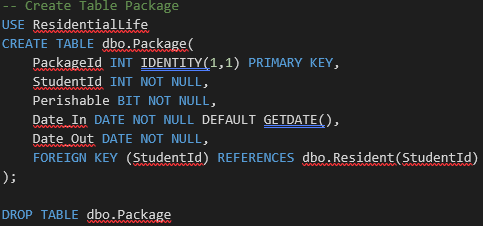 -- Create Table Package
USE ResidentialLife
CREATE TABLE dbo.Package(
    PackageId INT IDENTITY(1,1) PRIMARY KEY,
    StudentId INT NOT NULL,
    Perishable BIT NOT NULL,
    Date_In DATE NOT NULL DEFAULT GETDATE(),
    Date_Out DATE NOT NULL,
    FOREIGN KEY (StudentId) REFERENCES dbo.Resident(StudentId)
);
DROP TABLE dbo.Package